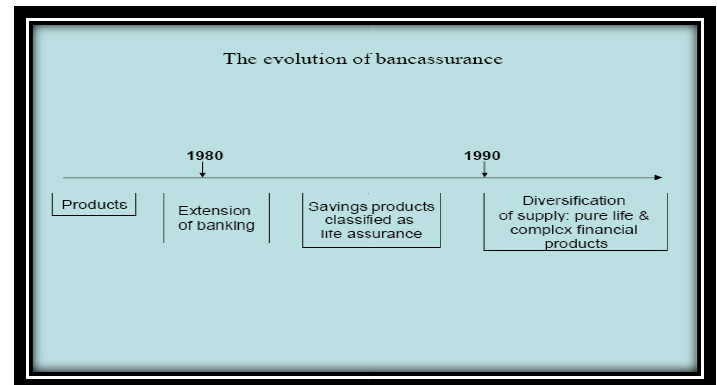 The evolution of bancassurance
1980
1990
Products
Extension
of banking
Savings products
classified as
life assurance
Diversification
of supply: pure life &
complex financial
products